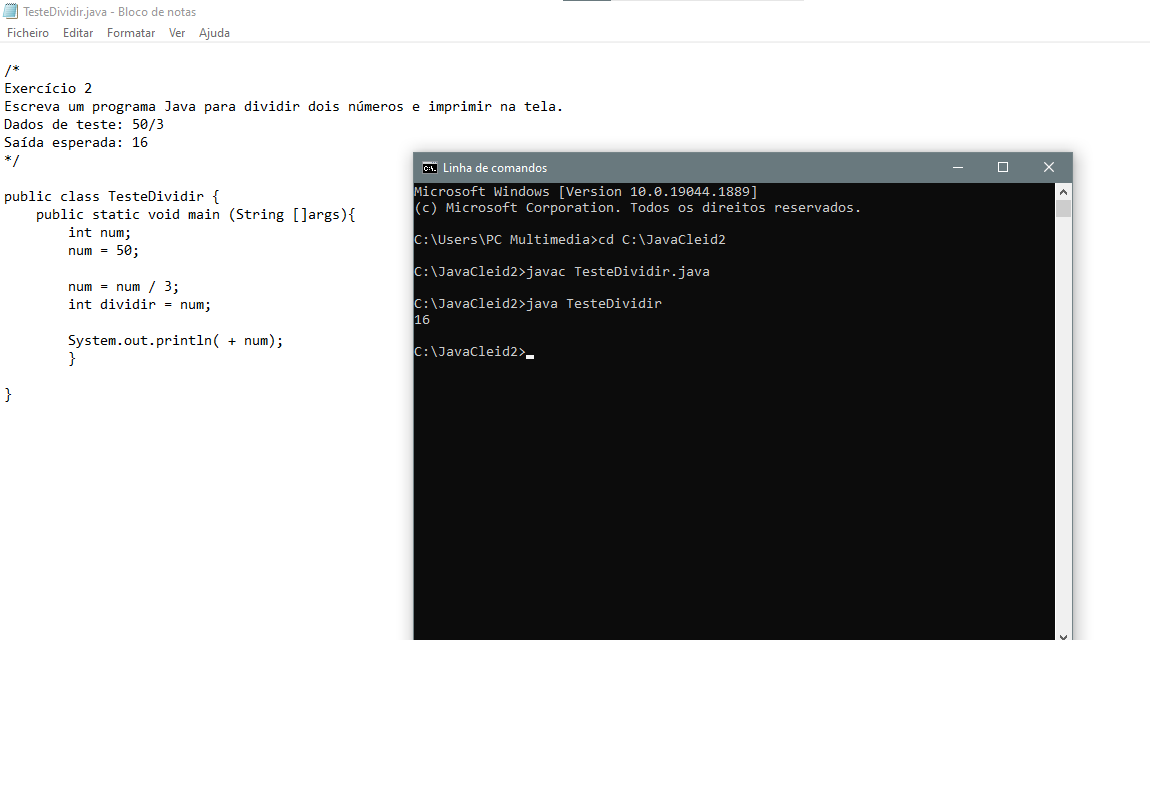 TesteDividir.java - Bloco de notas
Ficheiro Editar Formatar Ver Ajuda
/*
Exercício 2
Escreva um programa Java para dividir dois números e imprimir na tela.
Dados de teste: 50/3
Saída esperada: 16
*/
public class TesteDividir {
public static void main (String []args){
int num;
num = 50;
num = num / 3;
int dividir = num;
System.out.println( + num);
}
}
C:\. Linha de comandos
Microsoft Windows [Version 10.0.19044.1889]
(c) Microsoft Corporation. Todos os direitos reservados.
C:\Users\PC Multimedia>cd C:\JavaCleid2
C:\JavaCleid2>javac TesteDividir.java
C:\JavaCleid2>java TesteDividir
16
C:\JavaCleid2>